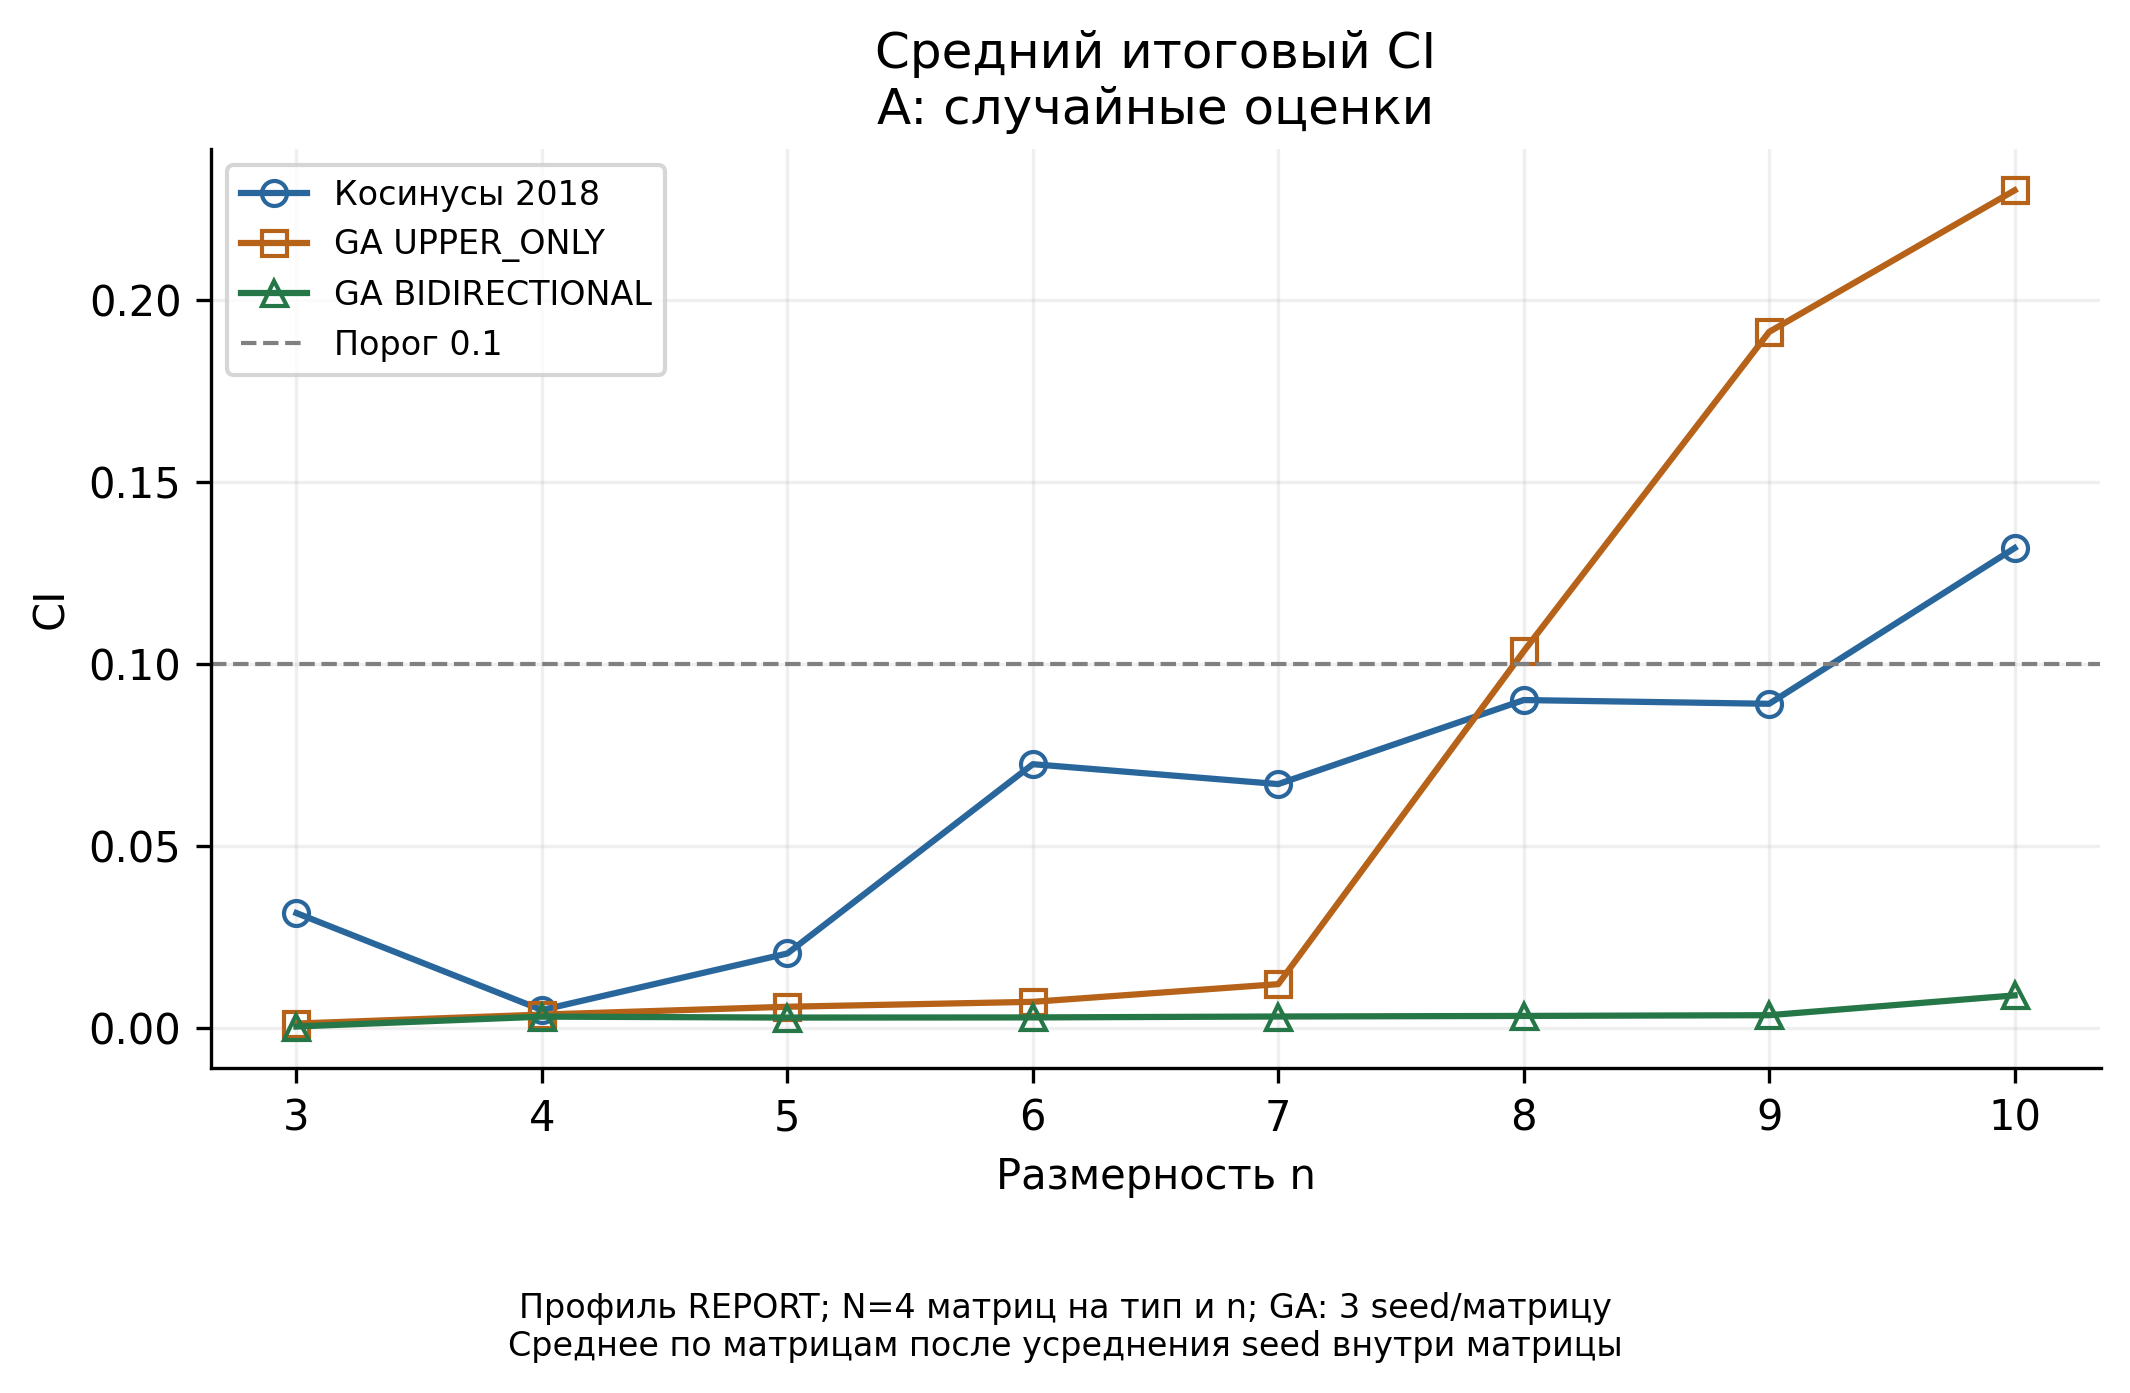 Средний итоговый CI
A: случайные оценки
Косинусы 2018
GA UPPER_ONLY
GA BIDIRECTIONAL
Порог 0.1
CI
0.20
0.15
0.10
0.05
0.00
3 4 5 6 7 8 9 10
Размерность n
Профиль REPORT; N=4 матриц на тип и n; GA: 3 seed/матрицу
Среднее по матрицам после усреднения seed внутри матрицы